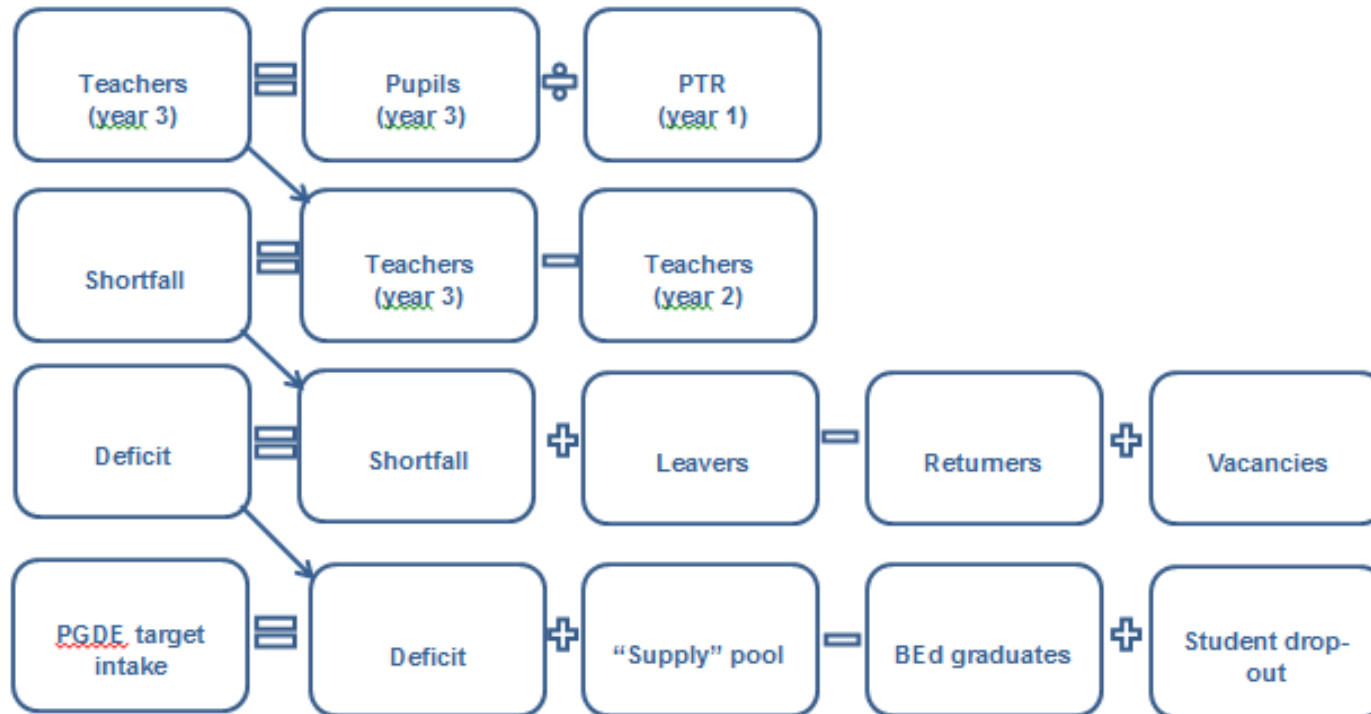 Teachers
(year 3)
Pupils
(year 3)
÷
PTR
(year 1)
Shortfall
=
Teachers
(year 3)
−
Teachers
(year 2)
Deficit
=
Shortfall
+
Leavers
−
Returners
+
Vacancies
PGDE target
intake
=
Deficit
+
“Supply” pool
−
BEd graduates
+
Student drop-
out